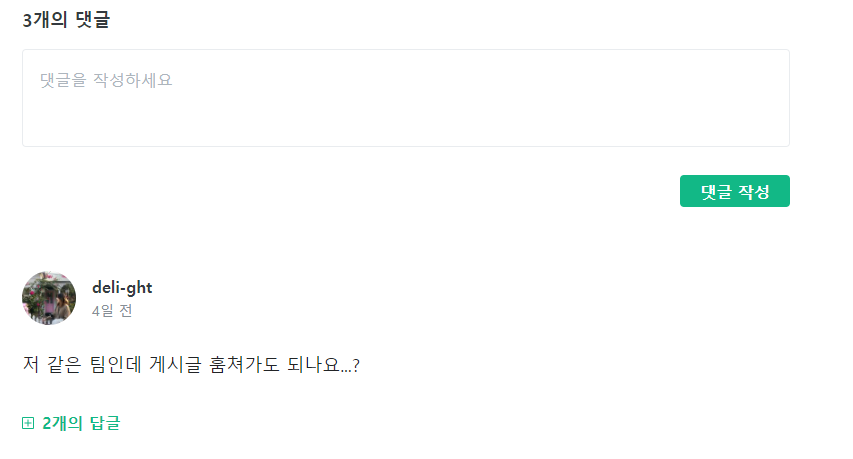 3개의 댓글
댓글을 작성하세요
댓글 작성
deli-ght
4일 전
저 같은 팀인데 게시글 훔쳐가도 되나요...?
2개의 답글